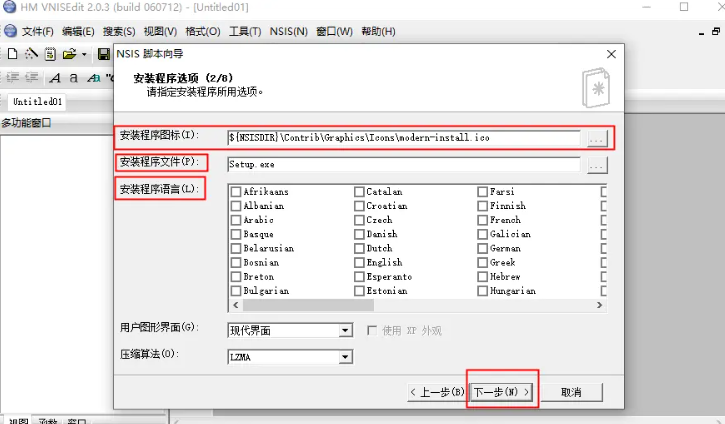 HM VNISEdit 2.0.3 (build 060712) - [Untitled01]
文件(F) 编辑(E) 搜索(S) 视图(V) 格式(O) 工具(T) NSIS(N) 窗口(W) 帮助(H)
Untitled01
多功能窗口
NSIS 脚本向导
安装程序选项 (2/8)
请指定安装程序所用选项。
安装程序图标(I): ${NSISDIR}\Contrib\Graphics\Icons\modern-install.ico ...
安装程序文件(P): Setup.exe ...
安装程序语言(L):
Afrikaans Catalan Farsi
Albanian Croatian Finnish
Arabic Czech French
Basque Danish Galician
Belarusian Dutch German
Bosnian English Greek
Breton Esperanto Hebrew
Bulgarian Estonian Hungarian
用户图形界面(G): 现代界面 使用 XP 外观
压缩算法(O): LZMA
< 上一步(B) 下一步(N) > 取消
视图 函数 窗口